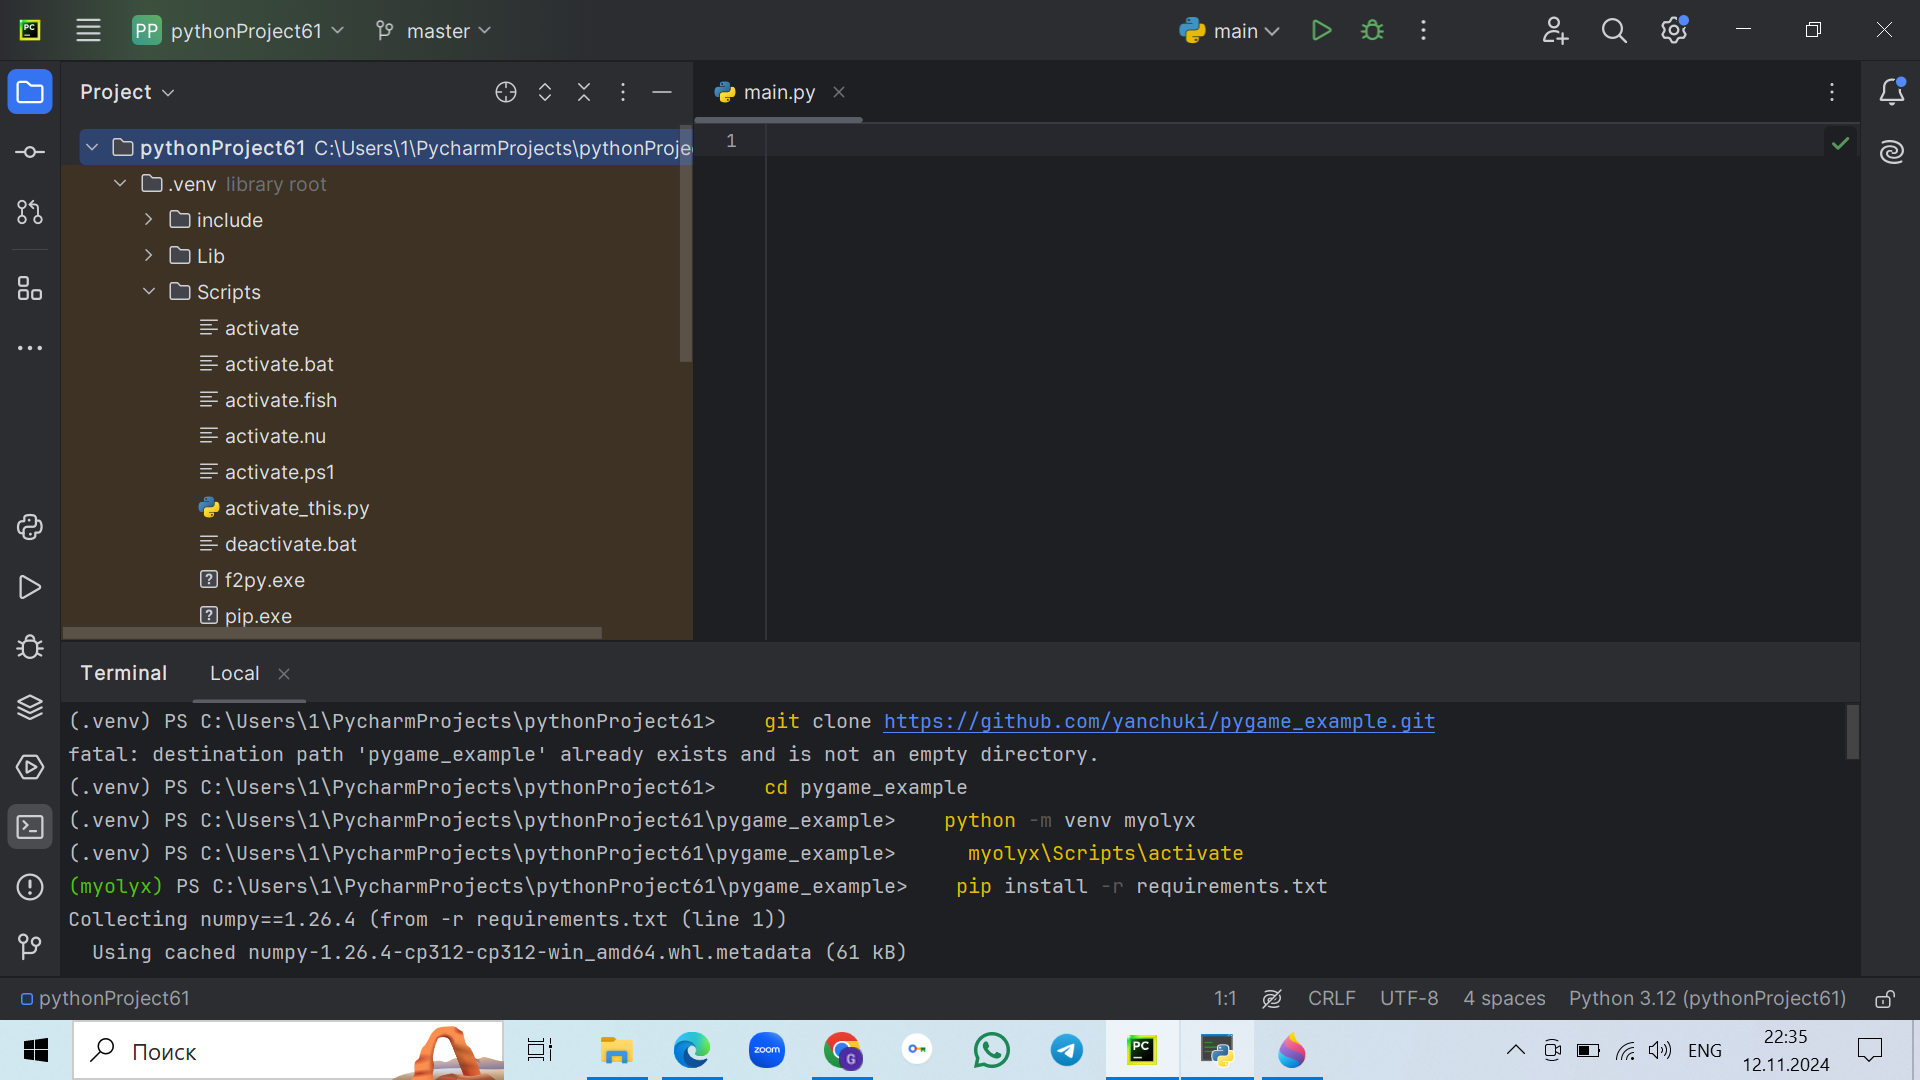 PC
PP pythonProject61 master main
Project
main.py
1
pythonProject61 C:\Users\1\PycharmProjects\pythonProje
.venv library root
include
Lib
Scripts
activate
activate.bat
activate.fish
activate.nu
activate.ps1
activate_this.py
deactivate.bat
f2py.exe
pip.exe
Terminal Local
(.venv) PS C:\Users\1\PycharmProjects\pythonProject61> git clone https://github.com/yanchuki/pygame_example.git
fatal: destination path 'pygame_example' already exists and is not an empty directory.
(.venv) PS C:\Users\1\PycharmProjects\pythonProject61> cd pygame_example
(.venv) PS C:\Users\1\PycharmProjects\pythonProject61\pygame_example> python -m venv myolyx
(.venv) PS C:\Users\1\PycharmProjects\pythonProject61\pygame_example> myolyx\Scripts\activate
(myolyx) PS C:\Users\1\PycharmProjects\pythonProject61\pygame_example> pip install -r requirements.txt
Collecting numpy==1.26.4 (from -r requirements.txt (line 1))
Using cached numpy-1.26.4-cp312-cp312-win_amd64.whl.metadata (61 kB)
pythonProject61 1:1 CRLF UTF-8 4 spaces Python 3.12 (pythonProject61)
Поиск zoom G PC ENG
22:35
12.11.2024